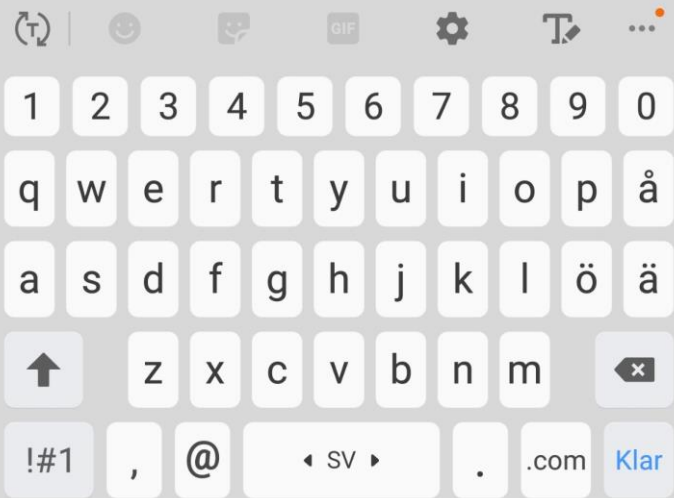 T GIF T
1 2 3 4 5 6 7 8 9 0
q w e r t y u i o p å
a s d f g h j k l ö ä
z x c v b n m
!#1 , @ SV . .com Klar